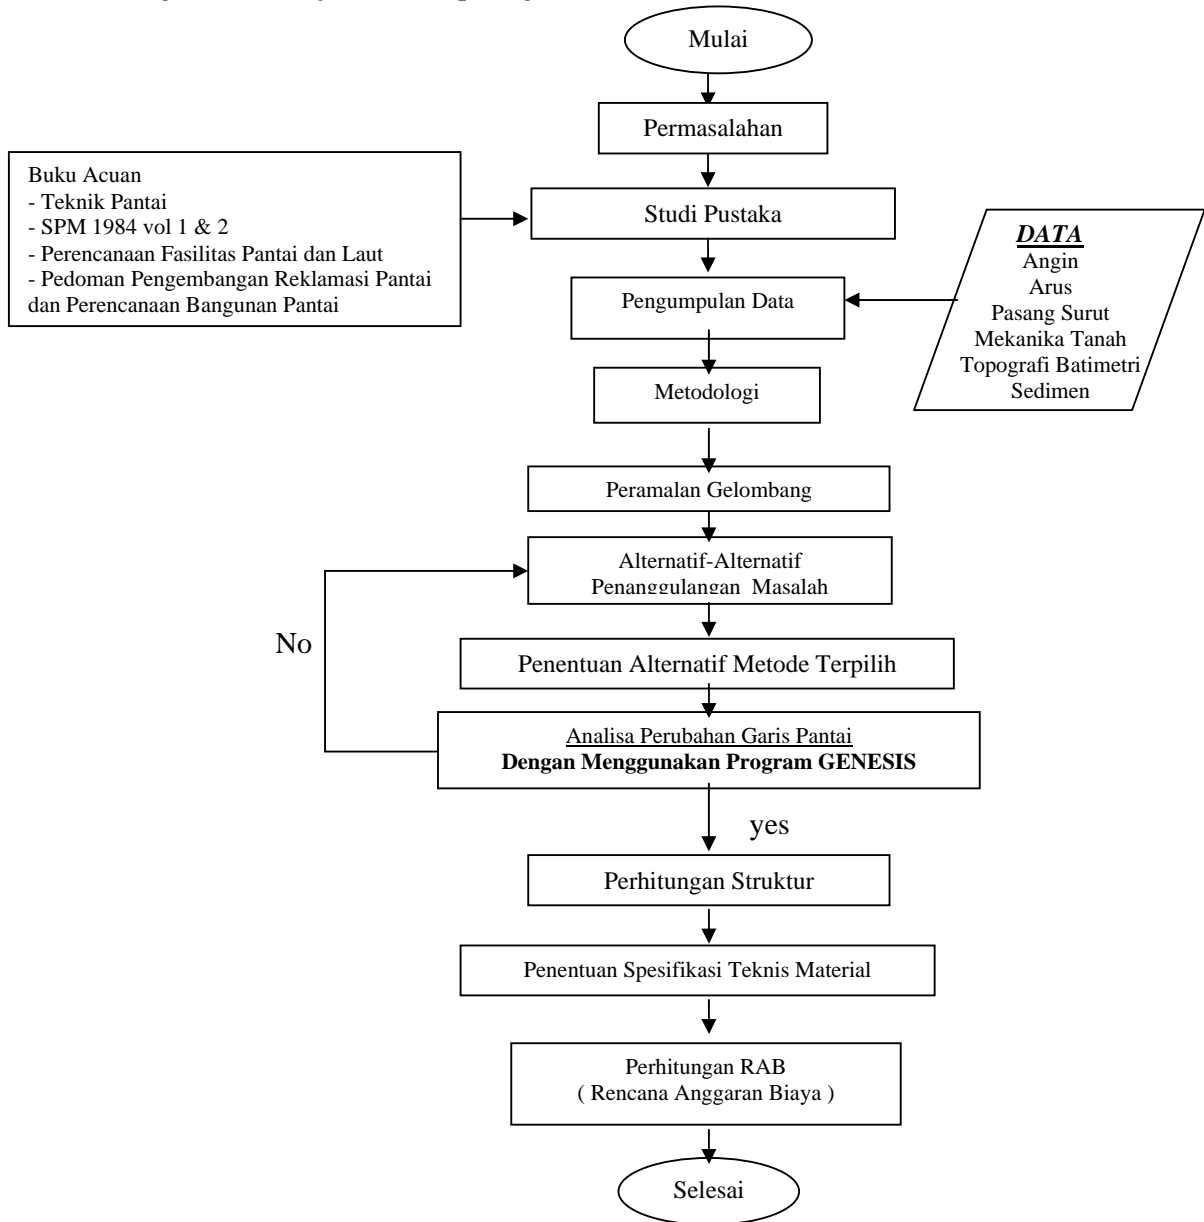 Mulai
Permasalahan
Buku Acuan
- Teknik Pantai
- SPM 1984 vol 1 & 2
- Perencanaan Fasilitas Pantai dan Laut
- Pedoman Pengembangan Reklamasi Pantai
dan Perencanaan Bangunan Pantai
Studi Pustaka
DATA
Angin
Arus
Pasang Surut
Mekanika Tanah
Topografi Batimetri
Sedimen
Pengumpulan Data
Metodologi
Peramalan Gelombang
Alternatif-Alternatif
Penanggulangan Masalah
No
Penentuan Alternatif Metode Terpilih
Analisa Perubahan Garis Pantai
Dengan Menggunakan Program GENESIS
yes
Perhitungan Struktur
Penentuan Spesifikasi Teknis Material
Perhitungan RAB
( Rencana Anggaran Biaya )
Selesai